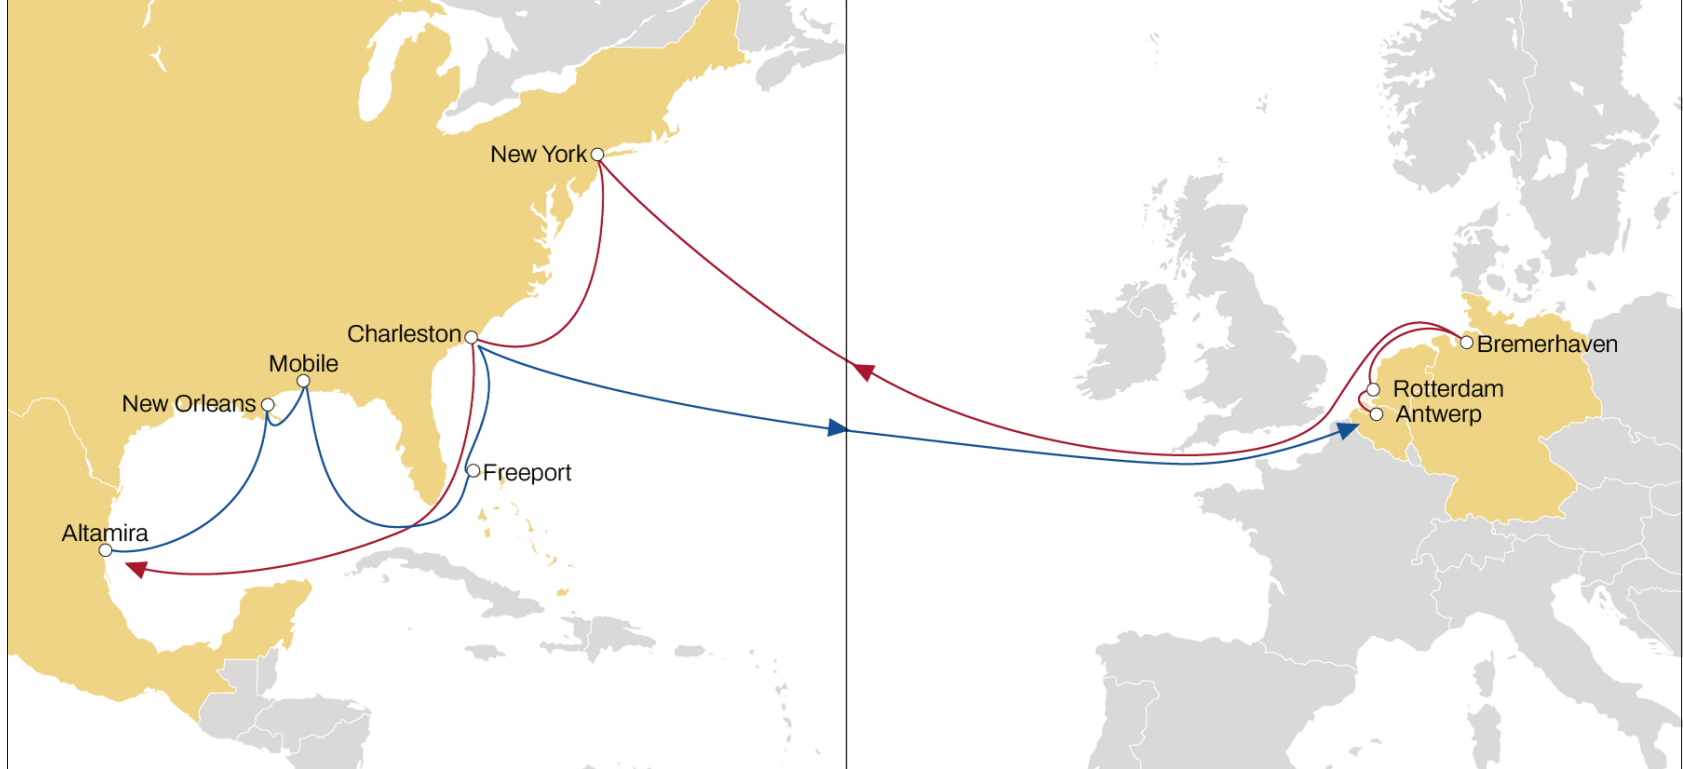 New York
Charleston
Mobile
New Orleans
Freeport
Altamira
Bremerhaven
Rotterdam
Antwerp